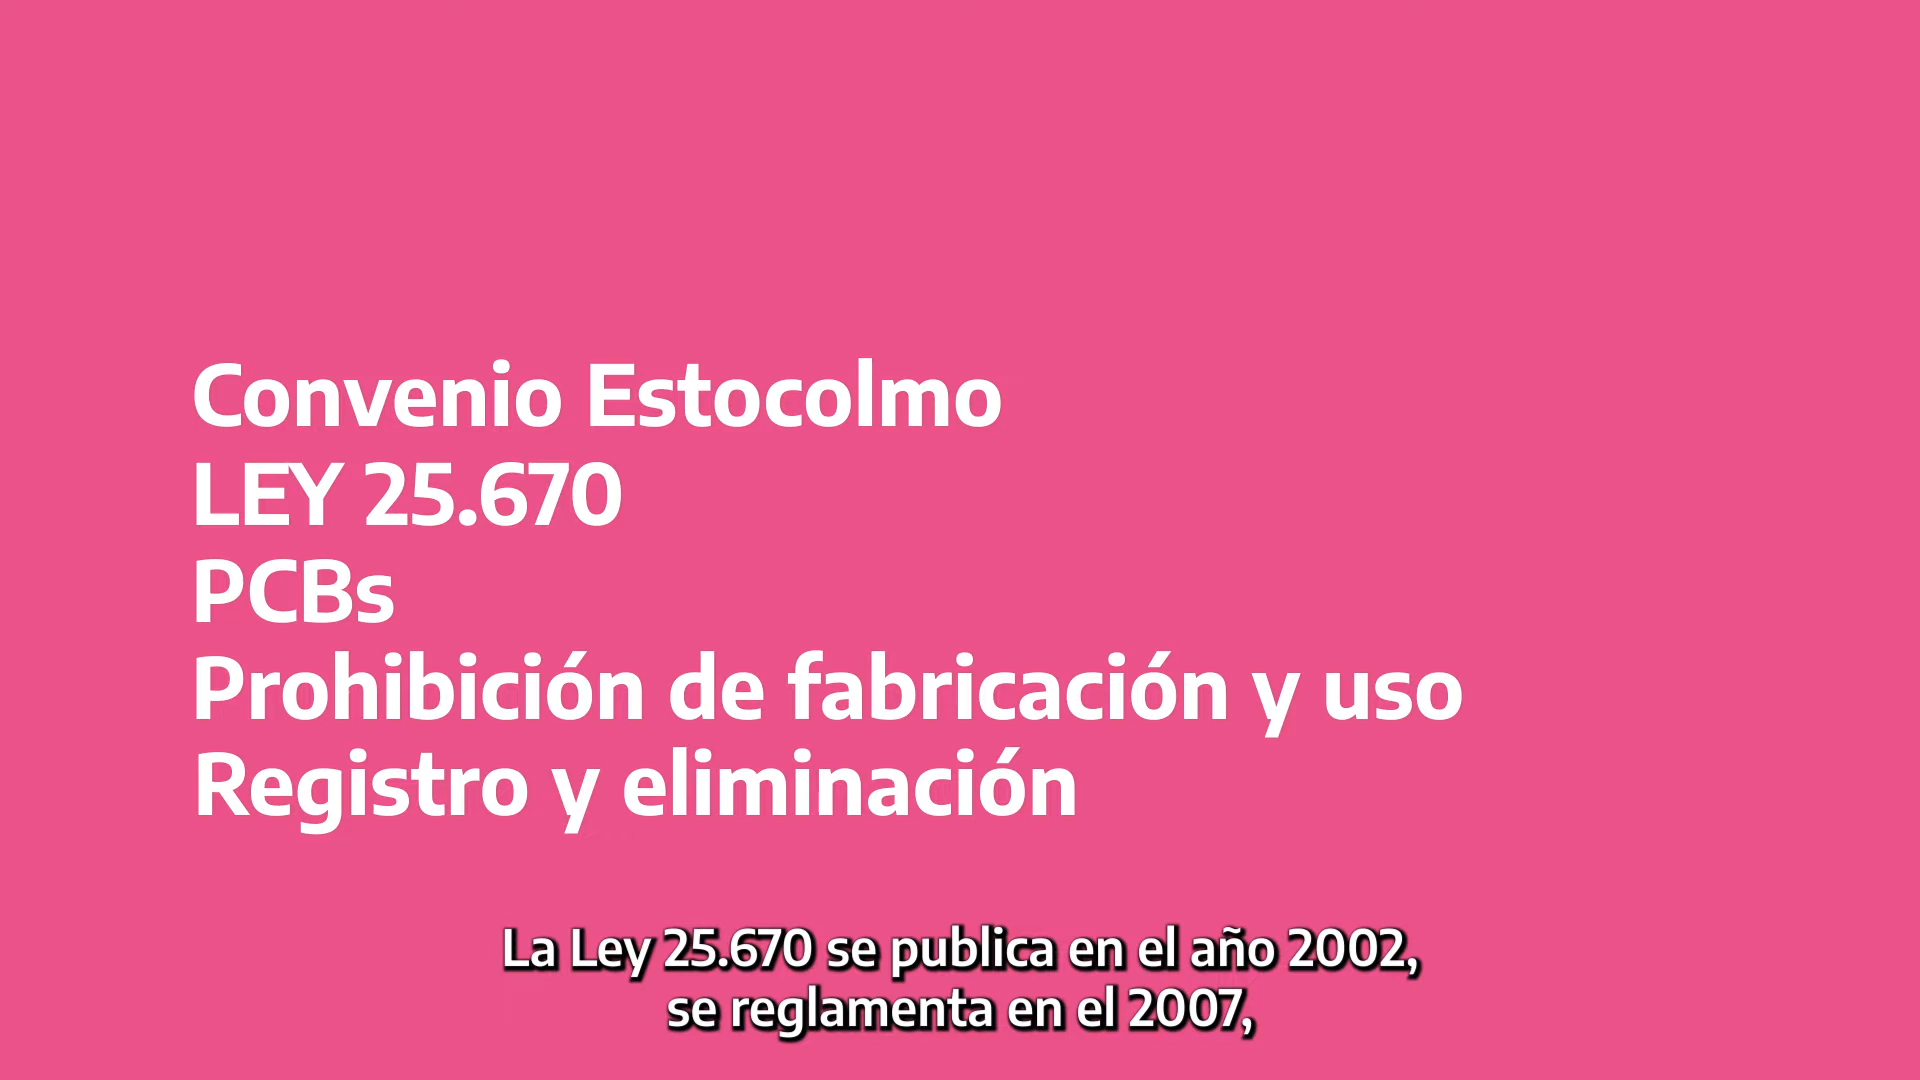 Convenio Estocolmo
LEY 25.670
PCBs
Prohibición de fabricación y uso
Registro y eliminación
La Ley 25.670 se publica en el año 2002,
se reglamenta en el 2007,